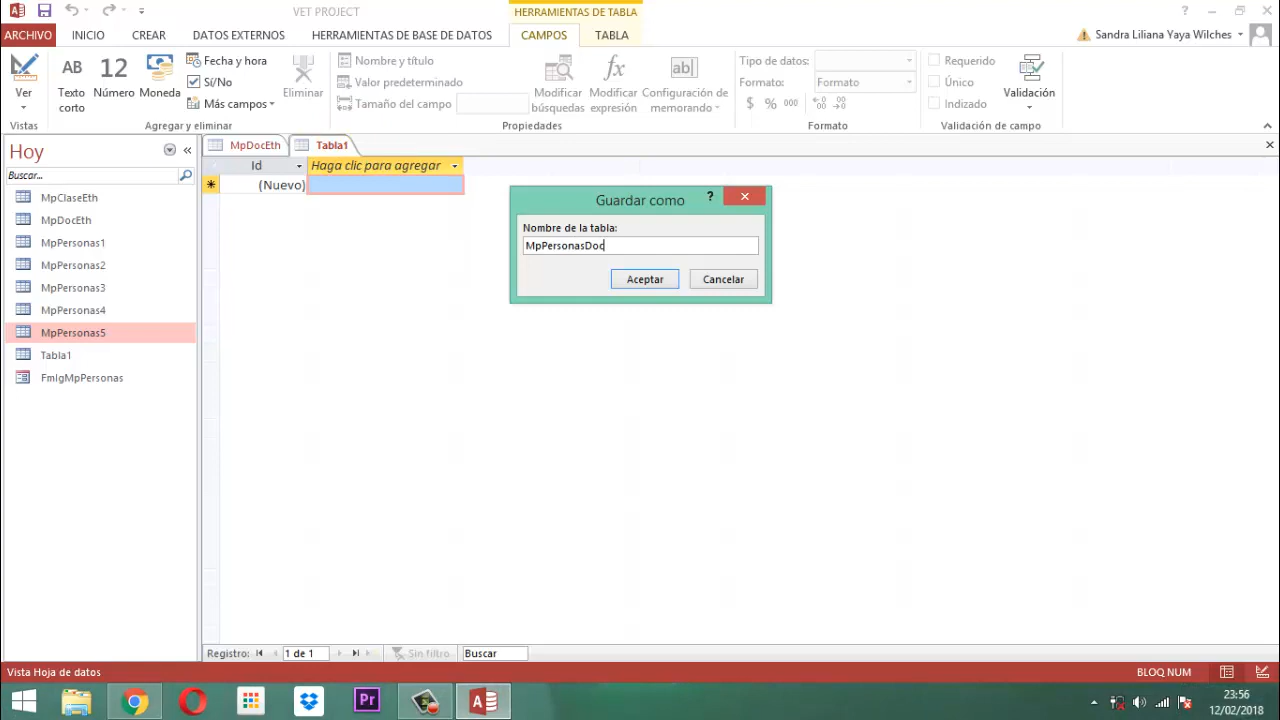 VET PROJECT
HERRAMIENTAS DE TABLA
?
ARCHIVO
INICIO
CREAR
DATOS EXTERNOS
HERRAMIENTAS DE BASE DE DATOS
CAMPOS
TABLA
Sandra Liliana Yaya Wilches
Ver
AB
Texto corto
12
Número
Moneda
Fecha y hora
Sí/No
Más campos
Eliminar
Nombre y título
Valor predeterminado
Tamaño del campo
Modificar búsquedas
fx
Modificar expresión
ab|
Configuración de memorando
Tipo de datos:
Formato:
Formato
$ % 000
Requerido
Único
Indizado
Validación
Vistas
Agregar y eliminar
Propiedades
Formato
Validación de campo
Hoy
Buscar...
MpClaseEth
MpDocEth
MpPersonas1
MpPersonas2
MpPersonas3
MpPersonas4
MpPersonas5
Tabla1
FmIgMpPersonas
MpDocEth
Tabla1
Id
Haga clic para agregar
(Nuevo)
Guardar como
?
Nombre de la tabla:
MpPersonasDoc
Aceptar
Cancelar
Registro:
1 de 1
Sin filtro
Buscar
Vista Hoja de datos
BLOQ NUM
Pr
23:56
12/02/2018